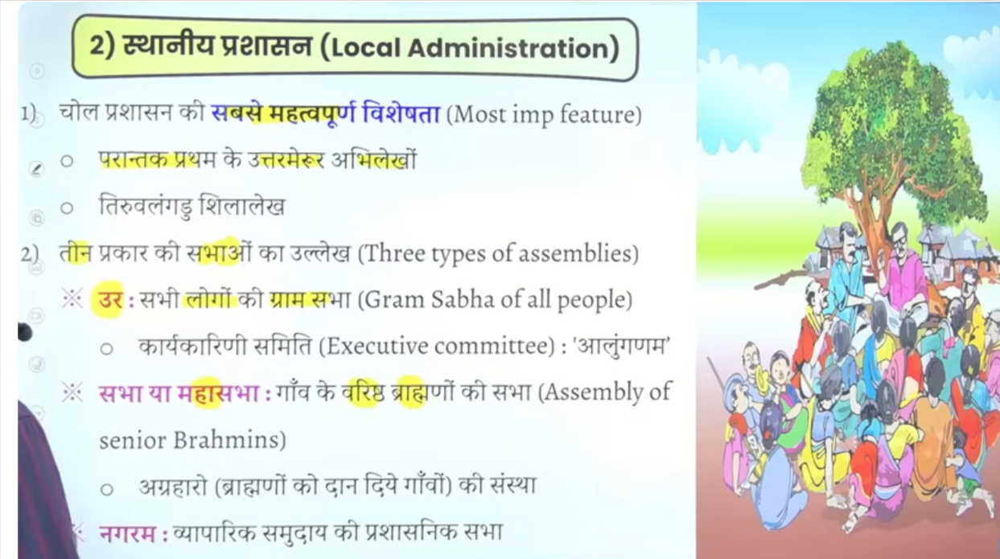 2) स्थानीय प्रशासन (Local Administration)
1) चोल प्रशासन की सबसे महत्वपूर्ण विशेषता (Most imp feature)
○ परान्तक प्रथम के उत्तरमेरूर अभिलेखों
○ तिरुवलंगडु शिलालेख
2) तीन प्रकार की सभाओं का उल्लेख (Three types of assemblies)
※ उर : सभी लोगों की ग्राम सभा (Gram Sabha of all people)
○ कार्यकारिणी समिति (Executive committee) : 'आलुंगणम'
※ सभा या महासभा : गाँव के वरिष्ठ ब्राह्मणों की सभा (Assembly of
senior Brahmins)
○ अग्रहारो (ब्राह्मणों को दान दिये गाँवों) की संस्था
※ नगरम : व्यापारिक समुदाय की प्रशासनिक सभा